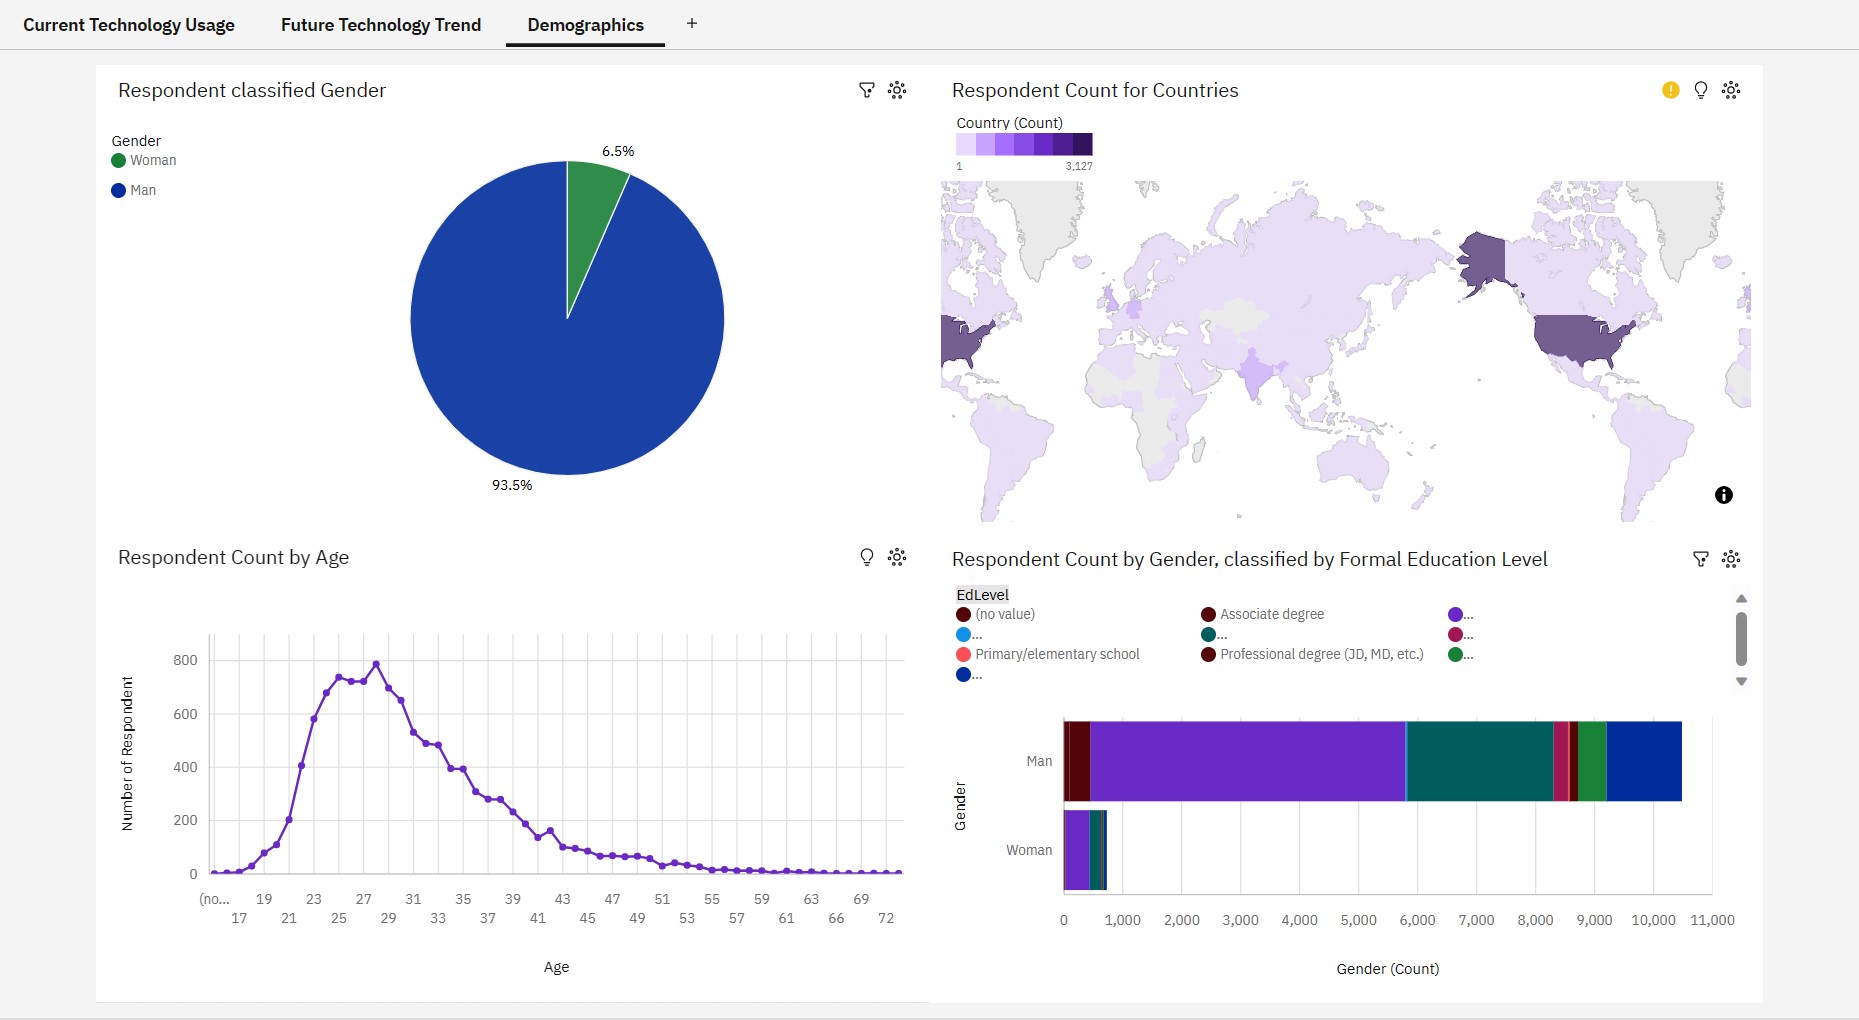 Current Technology Usage
Future Technology Trend
Demographics
+
Respondent classified Gender
Gender
Woman
Man
6.5%
93.5%
Respondent Count for Countries
Country (Count)
1
3,127
Respondent Count by Age
Number of Respondent
800
600
400
200
0
(no... 19 23 27 31 35 39 43 47 51 55 59 63 69
17 21 25 29 33 37 41 45 49 53 57 61 66 72
Age
Respondent Count by Gender, classified by Formal Education Level
EdLevel
(no value) Associate degree ...
... ... ...
Primary/elementary school Professional degree (JD, MD, etc.) ...
...
Gender
Man
Woman
0 1,000 2,000 3,000 4,000 5,000 6,000 7,000 8,000 9,000 10,000 11,000
Gender (Count)